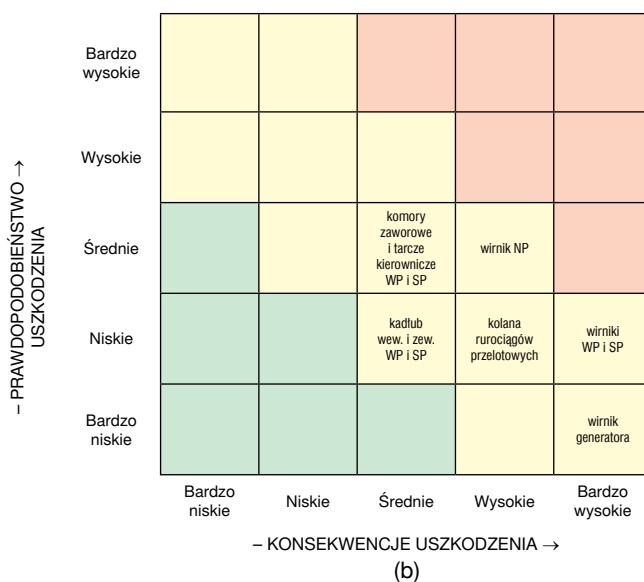 Bardzo
wysokie
Wysokie
Średnie
Niskie
Bardzo
niskie
– PRAWDOPODOBIEŃSTWO →
USZKODZENIA
komory
zaworowe
i tarcze
kierownicze
WP i SP
wirnik NP
kadłub
wew. i zew.
WP i SP
kolana
rurociągów
przelotowych
wirniki
WP i SP
wirnik
generatora
Bardzo
niskie
Niskie
Średnie
Wysokie
Bardzo
wysokie
– KONSEKWENCJE USZKODZENIA →
(b)